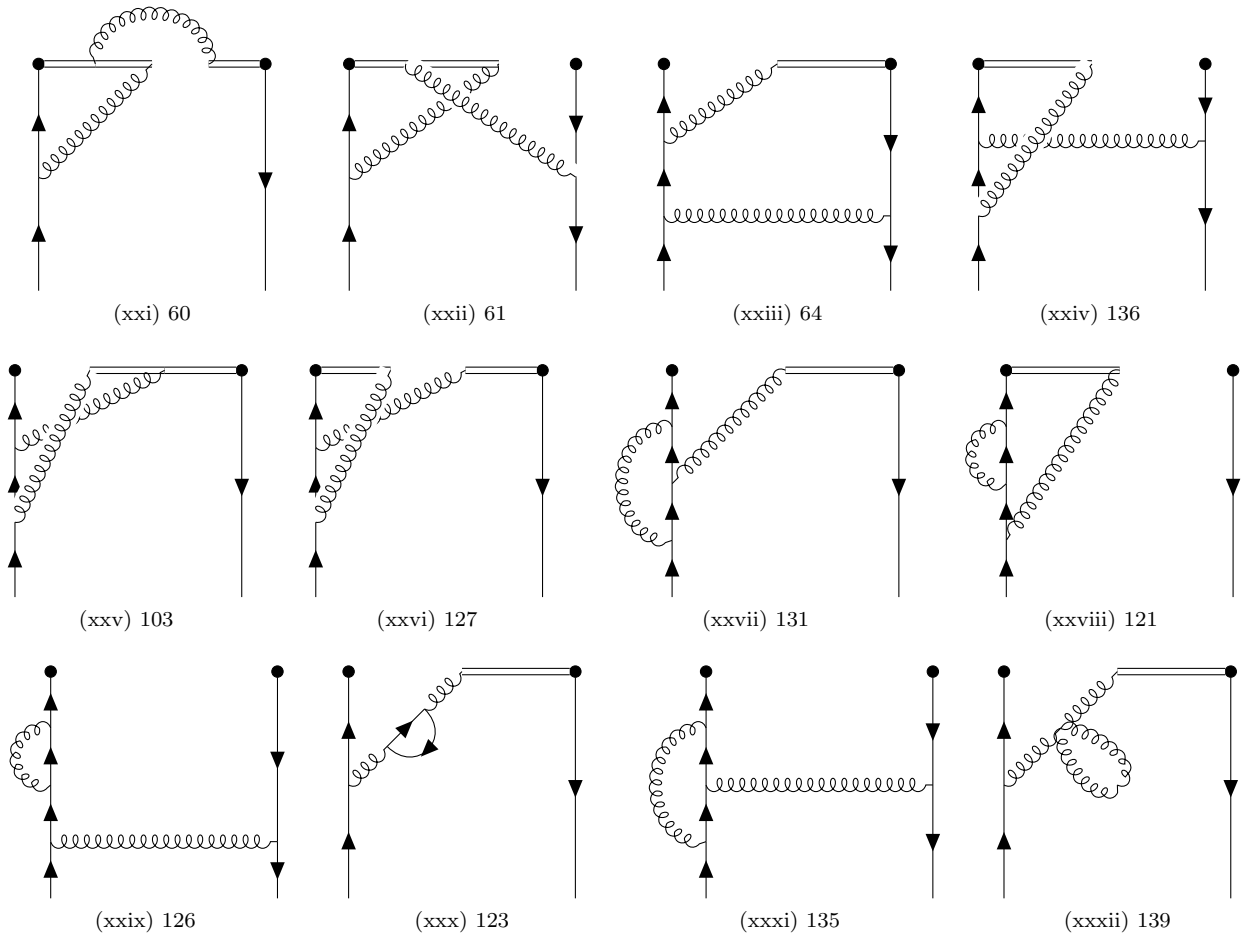 (xxi) 60 (xxii) 61 (xxiii) 64 (xxiv) 136
(xxv) 103 (xxvi) 127 (xxvii) 131 (xxviii) 121
(xxix) 126 (xxx) 123 (xxxi) 135 (xxxii) 139